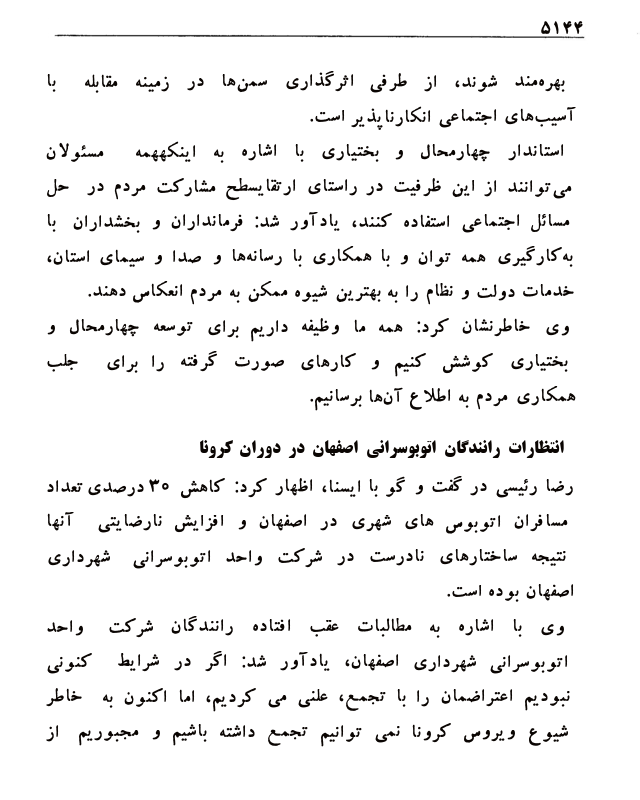 ۵۱۴۴
بهره‌مند شوند، از طرفی اثرگذاری سمن‌ها در زمینه مقابله با
آسیب‌های اجتماعی انکارناپذیر است.
استاندار چهارمحال و بختیاری با اشاره به اینکههمه مسئولان
می‌توانند از این ظرفیت در راستای ارتقایسطح مشارکت مردم در حل
مسائل اجتماعی استفاده کنند، یادآور شد: فرمانداران و بخشداران با
به‌کارگیری همه توان و با همکاری با رسانه‌ها و صدا و سیمای استان،
خدمات دولت و نظام را به بهترین شیوه ممکن به مردم انعکاس دهند.
وی خاطرنشان کرد: همه ما وظیفه داریم برای توسعه چهارمحال و
بختیاری کوشش کنیم و کارهای صورت گرفته را برای جلب
همکاری مردم به اطلاع آن‌ها برسانیم.
انتظارات رانندگان اتوبوسرانی اصفهان در دوران کرونا
رضا رئیسی در گفت و گو با ایسنا، اظهار کرد: کاهش ۳۰ درصدی تعداد
مسافران اتوبوس های شهری در اصفهان و افزایش نارضایتی آنها
نتیجه ساختارهای نادرست در شرکت واحد اتوبوسرانی شهرداری
اصفهان بوده است.
وی با اشاره به مطالبات عقب افتاده رانندگان شرکت واحد
اتوبوسرانی شهرداری اصفهان، یادآور شد: اگر در شرایط کنونی
نبودیم اعتراضمان را با تجمع، علنی می کردیم، اما اکنون به خاطر
شیوع ویروس کرونا نمی توانیم تجمع داشته باشیم و مجبوریم از